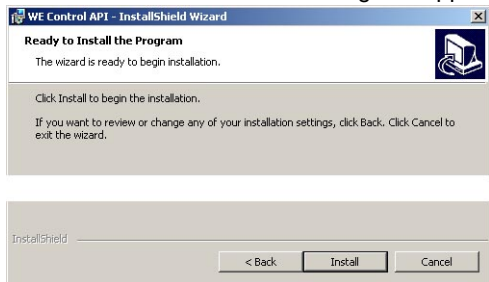 WE Control API - InstallShield Wizard
Ready to Install the Program
The wizard is ready to begin installation.
Click Install to begin the installation.
If you want to review or change any of your installation settings, click Back. Click Cancel to
exit the wizard.
InstallShield
< Back Install Cancel